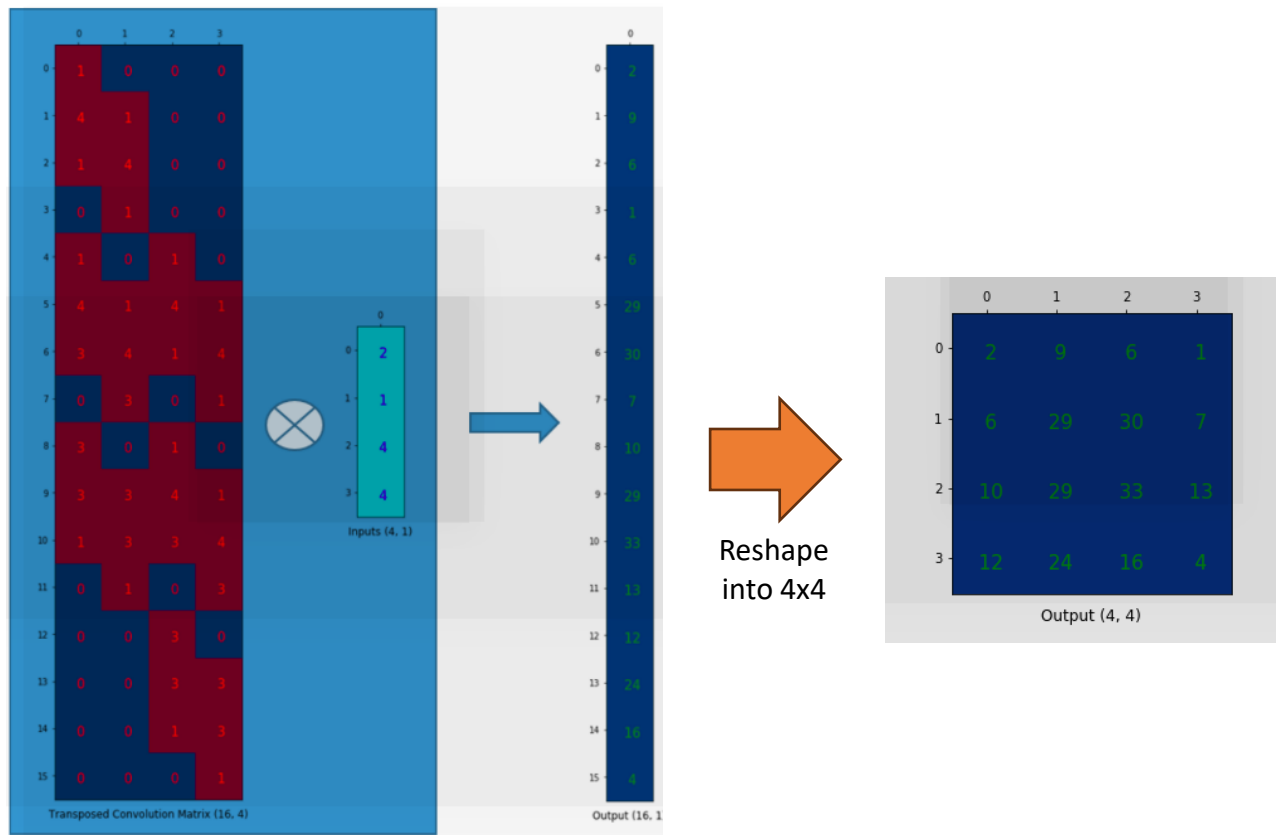 0 1 2 3
0 1 0 0 0
1 4 1 0 0
2 1 4 0 0
3 0 1 0 0
4 1 0 1 0
5 4 1 4 1
6 3 4 1 4
7 0 3 0 1
8 3 0 1 0
9 3 3 4 1
10 1 3 3 4
11 0 1 0 3
12 0 0 3 0
13 0 0 3 3
14 0 0 1 3
15 0 0 0 1
Transposed Convolution Matrix (16, 4)
0
0 2
1 1
2 4
3 4
Inputs (4, 1)
0
0 2
1 9
2 6
3 1
4 6
5 29
6 30
7 7
8 10
9 29
10 33
11 13
12 12
13 24
14 16
15 4
Output (16, 1
Reshape
into 4x4
0 1 2 3
0 2 9 6 1
1 6 29 30 7
2 10 29 33 13
3 12 24 16 4
Output (4, 4)